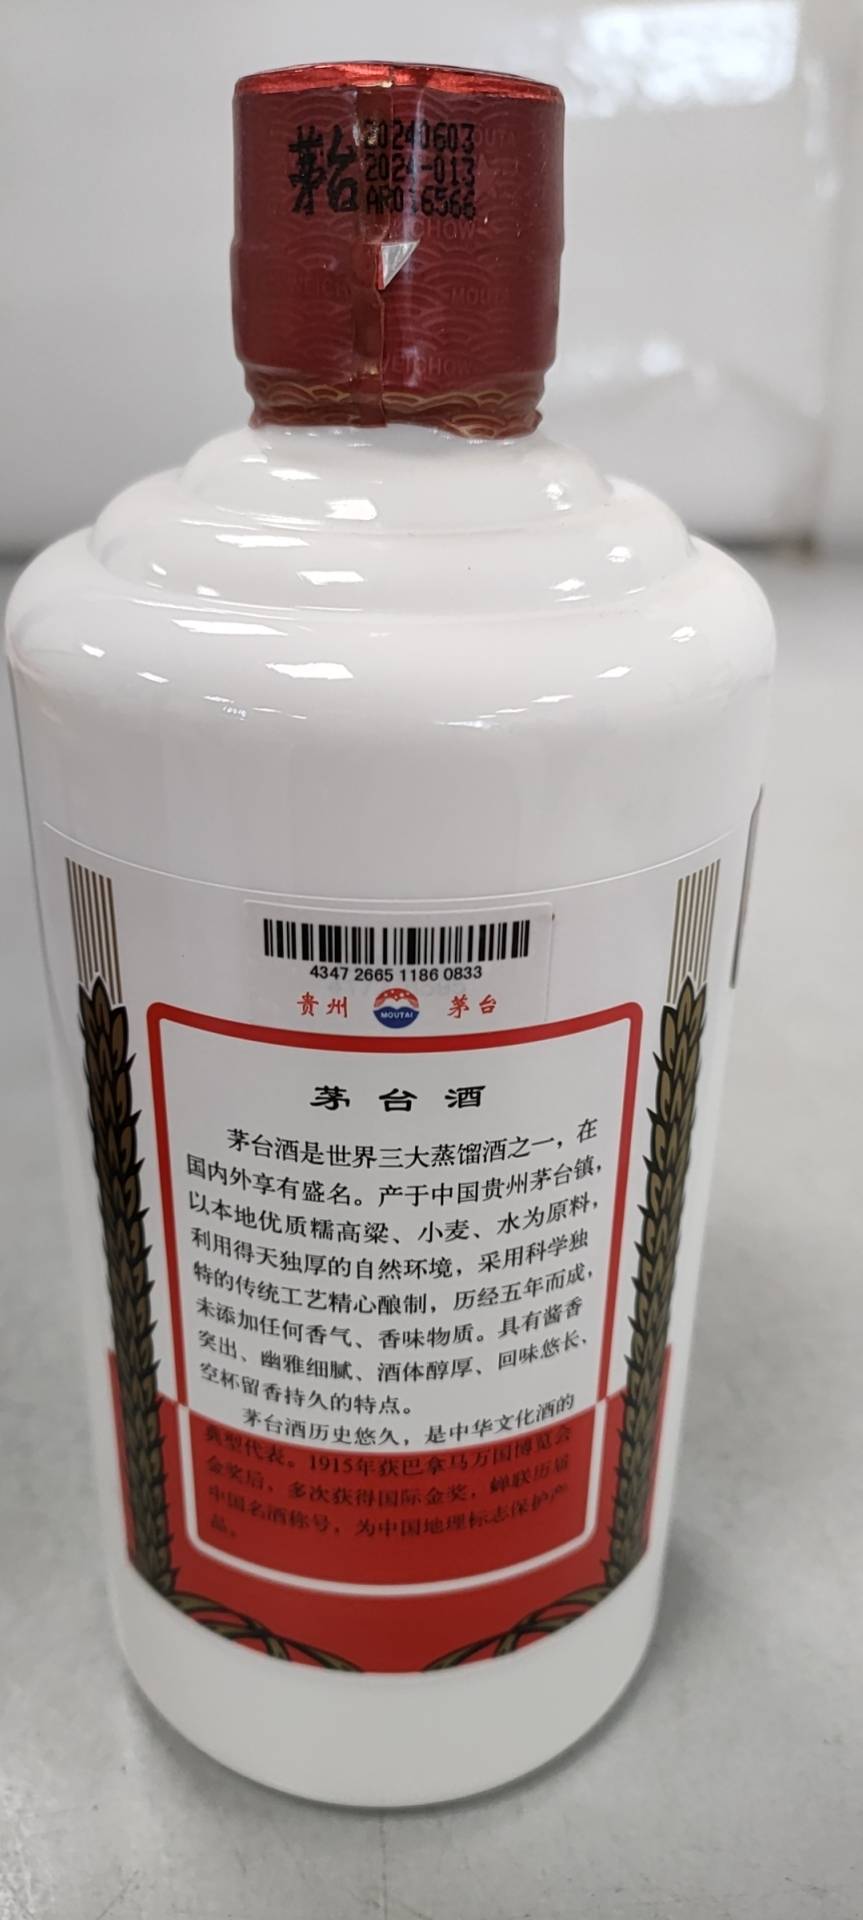 茅台
20240603
2024-013
AR016566
4347 2665 1186 0833
贵州 MOUTAI 茅台
茅台酒
茅台酒是世界三大蒸馏酒之一，在
国内外享有盛名。产于中国贵州茅台镇，
以本地优质糯高粱、小麦、水为原料，
利用得天独厚的自然环境，采用科学独
特的传统工艺精心酿制，历经五年而成，
未添加任何香气、香味物质。具有酱香
突出、幽雅细腻、酒体醇厚、回味悠长、
空杯留香持久的特点。
茅台酒历史悠久，是中华文化酒的
典型代表。1915年获巴拿马万国博览会
金奖后，多次获得国际金奖，蝉联历届
中国名酒称号，为中国地理标志保护产
品。